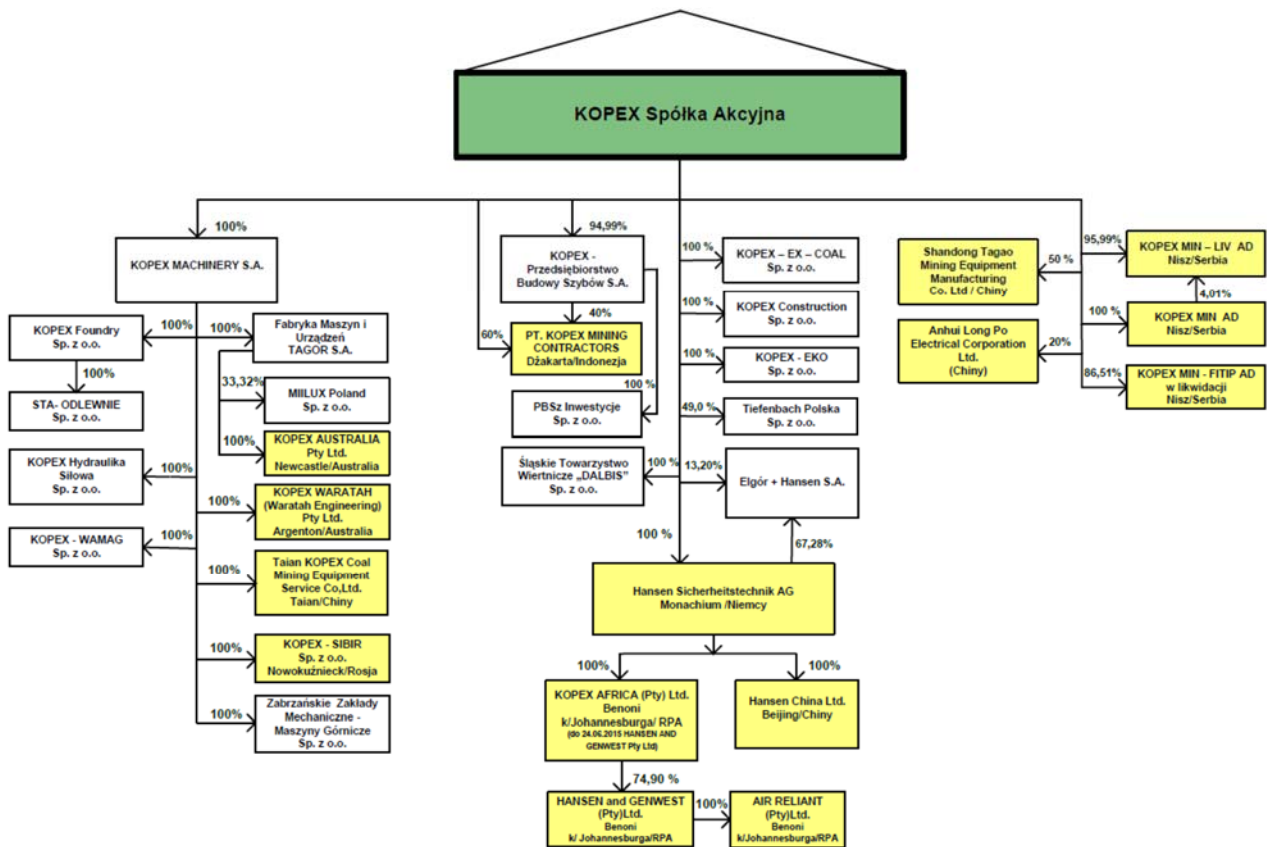 KOPEX Spółka Akcyjna
100%
KOPEX MACHINERY S.A.
KOPEX Foundry
Sp. z o.o.
100%
100%
STA- ODLEWNIE
Sp. z o.o.
KOPEX Hydraulika
Siłowa
Sp. z o.o.
100%
KOPEX - WAMAG
Sp. z o.o.
100%
100%
Fabryka Maszyn i
Urządzeń
TAGOR S.A.
33,32%
MIILUX Poland
Sp. z o.o.
100%
KOPEX AUSTRALIA
Pty Ltd.
Newcastle/Australia
100%
KOPEX WARATAH
(Waratah Engineering)
Pty Ltd.
Argenton/Australia
100%
Taian KOPEX Coal
Mining Equipment
Service Co,Ltd.
Taian/Chiny
100%
KOPEX - SIBIR
Sp. z o.o.
Nowokuźnieck/Rosja
100%
Zabrzańskie Zakłady
Mechaniczne -
Maszyny Górnicze
Sp. z o.o.
94,99%
KOPEX -
Przedsiębiorstwo
Budowy Szybów S.A.
40%
60%
PT. KOPEX MINING
CONTRACTORS
Dżakarta/Indonezja
100 %
PBSz Inwestycje
Sp. z o.o.
Śląskie Towarzystwo
Wiertnicze „DALBIS”
Sp. z o.o.
100 %
100 %
KOPEX – EX – COAL
Sp. z o.o.
100 %
KOPEX Construction
Sp. z o.o.
100 %
KOPEX - EKO
Sp. z o.o.
49,0 %
Tiefenbach Polska
Sp. z o.o.
13,20%
Elgór + Hansen S.A.
67,28%
100 %
Hansen Sicherheitstechnik AG
Monachium /Niemcy
100%
KOPEX AFRICA (Pty) Ltd.
Benoni
k/Johannesburga/ RPA
(do 24.06.2015 HANSEN AND
GENWEST Pty Ltd)
100%
Hansen China Ltd.
Beijing/Chiny
74,90 %
HANSEN and GENWEST
(Pty)Ltd.
Benoni
k/ Johannesburga/RPA
100%
AIR RELIANT
(Pty)Ltd.
Benoni
k/Johannesburga/RPA
Shandong Tagao
Mining Equipment
Manufacturing
Co. Ltd / Chiny
50 %
Anhui Long Po
Electrical Corporation
Ltd.
(Chiny)
20%
95,99%
KOPEX MIN – LIV AD
Nisz/Serbia
4,01%
100 %
KOPEX MIN AD
Nisz/Serbia
86,51%
KOPEX MIN - FITIP AD
w likwidacji
Nisz/Serbia